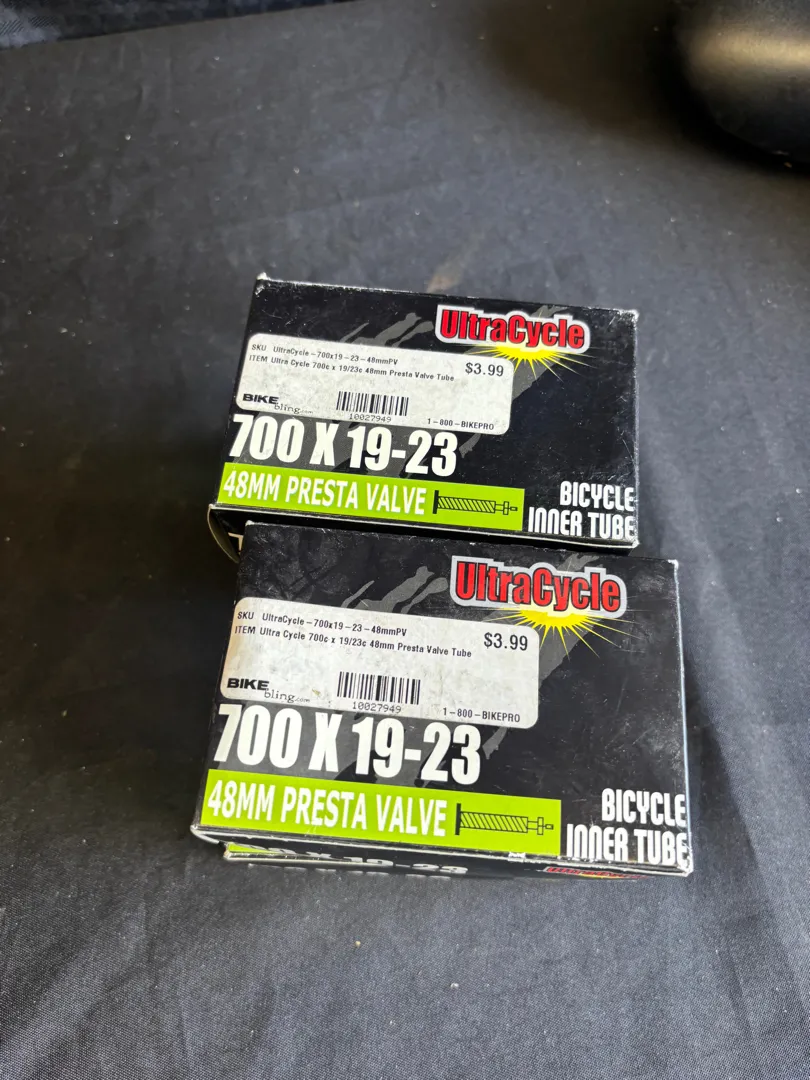 UltraCycle
SKU UltraCycle-700x19-23-48mmPV
ITEM Ultra Cycle 700c x 19/23c 48mm Presta Valve Tube
$3.99
BIKE
bling.com
10027949
1-800-BIKEPRO
700 X 19-23
48MM PRESTA VALVE
BICYCLE
INNER TUBE
UltraCycle
SKU UltraCycle-700x19-23-48mmPV
ITEM Ultra Cycle 700c x 19/23c 48mm Presta Valve Tube
$3.99
BIKE
bling.com
10027949
1-800-BIKEPRO
700 X 19-23
48MM PRESTA VALVE
BICYCLE
INNER TUBE
700 X 19-23